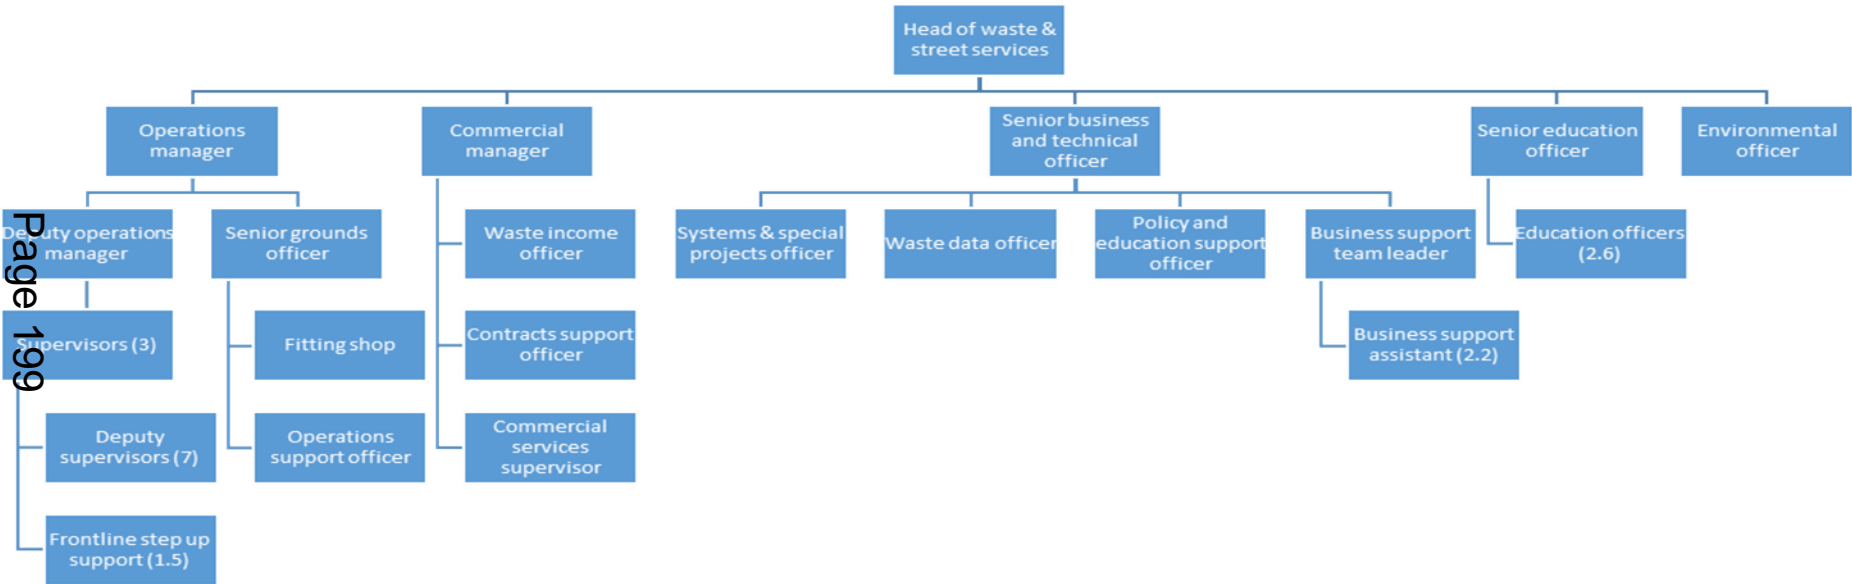 Head of waste &
street services
Operations
manager
Commercial
manager
Senior business
and technical
officer
Senior education
officer
Environmental
officer
Deputy operations
manager
Senior grounds
officer
Waste income
officer
Systems & special
projects officer
Waste data officer
Policy and
education support
officer
Business support
team leader
Education officers
(2.6)
Supervisors (3)
Fitting shop
Contracts support
officer
Business support
assistant (2.2)
Deputy
supervisors (7)
Operations
support officer
Commercial
services
supervisor
Frontline step up
support (1.5)
Page 199